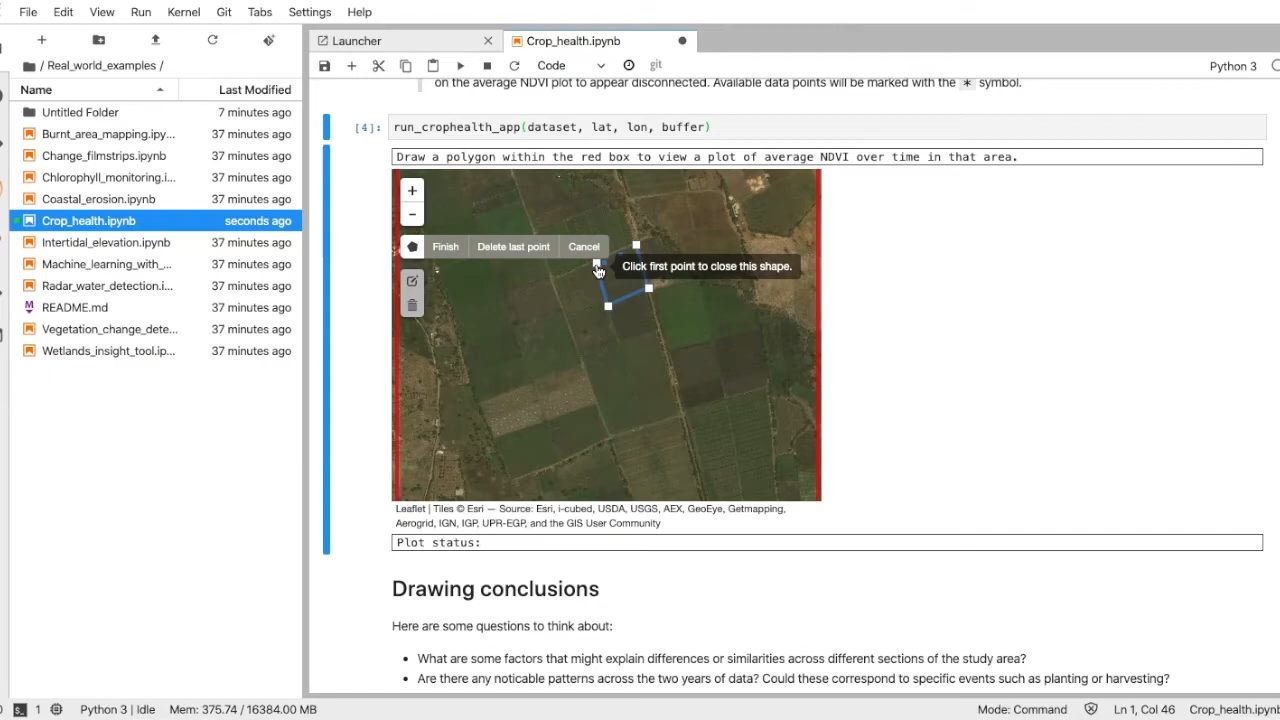 File Edit View Run Kernel Git Tabs Settings Help
Launcher
Crop_health.ipynb
/ Real_world_examples /
Code
git
Python 3
Name
Last Modified
on the average NDVI plot to appear disconnected. Available data points will be marked with the * symbol.
Untitled Folder 7 minutes ago
Burnt_area_mapping.ipy... 37 minutes ago
Change_filmstrips.ipynb 37 minutes ago
Chlorophyll_monitoring.i... 37 minutes ago
Coastal_erosion.ipynb 37 minutes ago
Crop_health.ipynb seconds ago
Intertidal_elevation.ipynb 37 minutes ago
Machine_learning_with_... 37 minutes ago
Radar_water_detection.i... 37 minutes ago
README.md 37 minutes ago
Vegetation_change_dete... 37 minutes ago
Wetlands_insight_tool.ip... 37 minutes ago
[4]: run_crophealth_app(dataset, lat, lon, buffer)
Draw a polygon within the red box to view a plot of average NDVI over time in that area.
+
−
Finish Delete last point Cancel
Click first point to close this shape.
Leaflet | Tiles © Esri — Source: Esri, i-cubed, USDA, USGS, AEX, GeoEye, Getmapping,
Aerogrid, IGN, IGP, UPR-EGP, and the GIS User Community
Plot status:
Drawing conclusions
Here are some questions to think about:
• What are some factors that might explain differences or similarities across different sections of the study area?
• Are there any noticable patterns across the two years of data? Could these correspond to specific events such as planting or harvesting?
1 Python 3 | Idle Mem: 375.74 / 16384.00 MB Mode: Command Ln 1, Col 46 Crop_health.ipynb